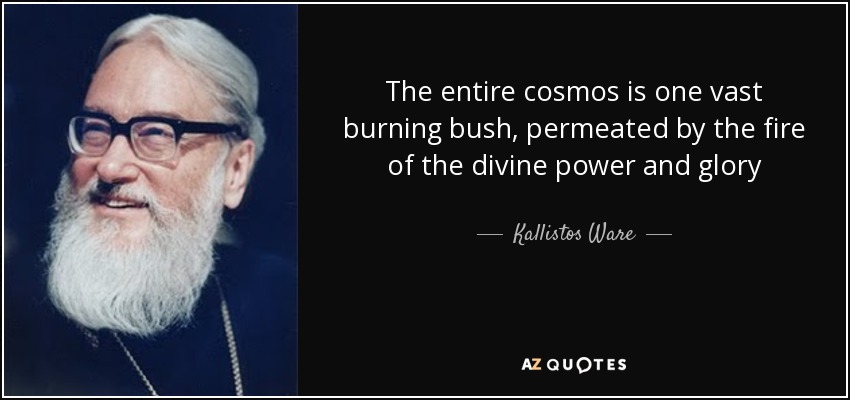 The entire cosmos is one vast
burning bush, permeated by the fire
of the divine power and glory
Kallistos Ware
AZ QUOTES